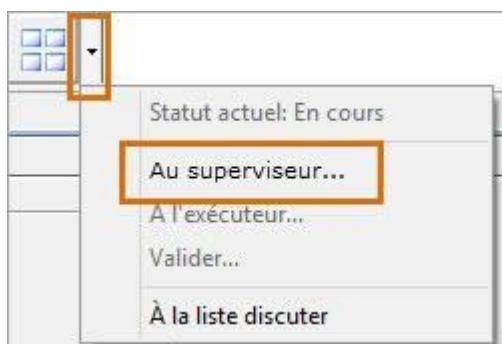 Statut actuel: En cours
Au superviseur...
À l'exécuteur...
Valider...
À la liste discuter